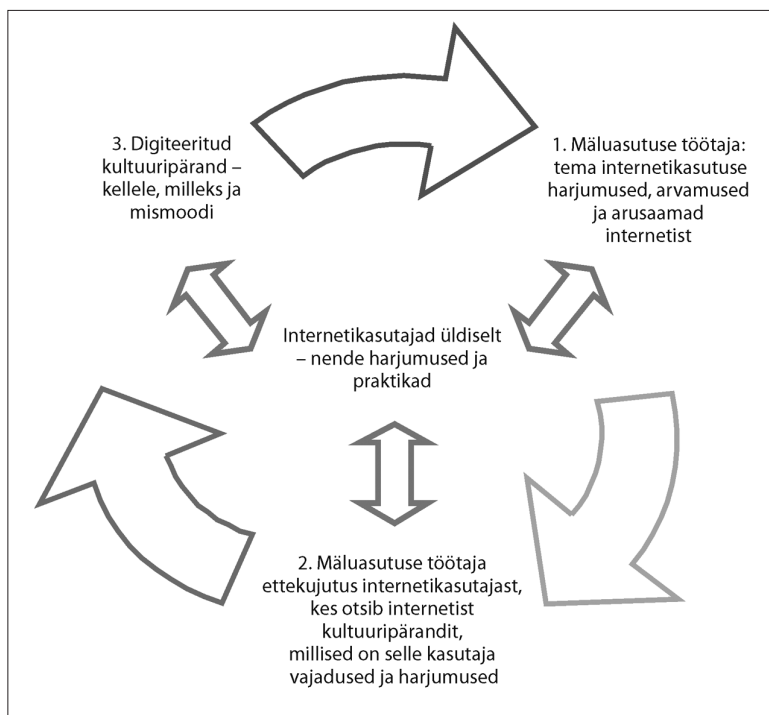 3. Digiteeritud
kultuuripärand –
kellele, milleks ja
mismoodi
1. Mäluasutuse töötaja:
tema internetikasutuse
harjumused, arvamused
ja arusaamad
internetist
Internetikasutajad üldiselt
– nende harjumused ja
praktikad
2. Mäluasutuse töötaja
ettekujutus internetikasutajast,
kes otsib internetist
kultuuripärandit,
millised on selle kasutaja
vajadused ja harjumused